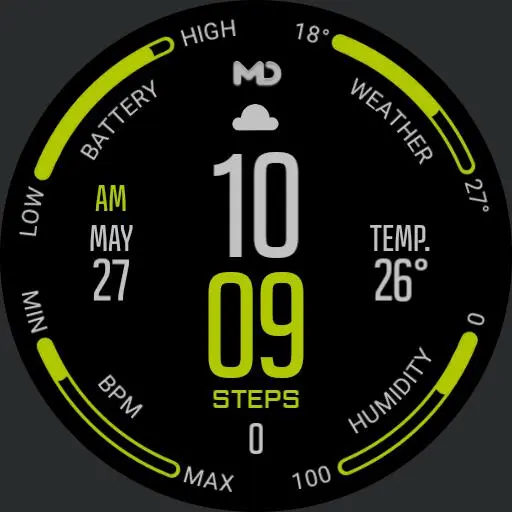 HIGH
18°
MD
BATTERY
WEATHER
LOW
27°
AM
MAY
27
10
09
TEMP.
26°
MIN
0
BPM
HUMIDITY
STEPS
0
MAX
100